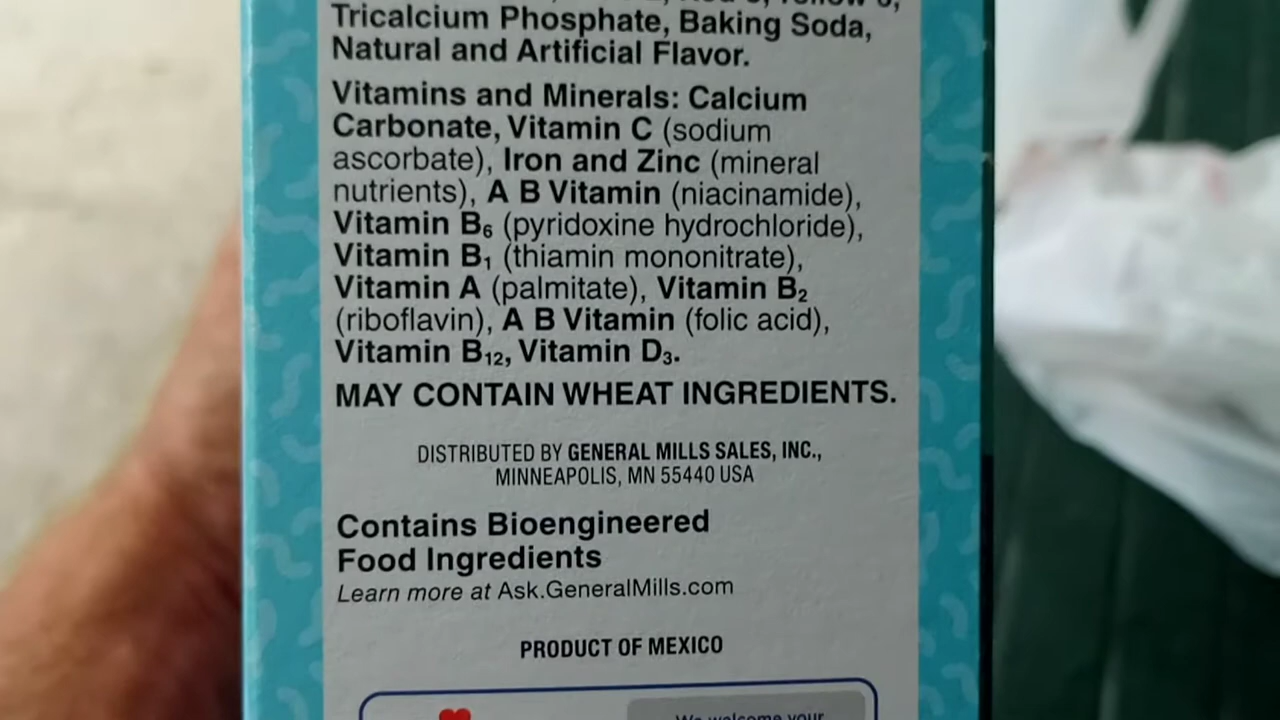 Tricalcium Phosphate, Baking Soda,
Natural and Artificial Flavor.
Vitamins and Minerals: Calcium
Carbonate, Vitamin C (sodium
ascorbate), Iron and Zinc (mineral
nutrients), A B Vitamin (niacinamide),
Vitamin B₆ (pyridoxine hydrochloride),
Vitamin B₁ (thiamin mononitrate),
Vitamin A (palmitate), Vitamin B₂
(riboflavin), A B Vitamin (folic acid),
Vitamin B₁₂, Vitamin D₃.
MAY CONTAIN WHEAT INGREDIENTS.
DISTRIBUTED BY GENERAL MILLS SALES, INC.,
MINNEAPOLIS, MN 55440 USA
Contains Bioengineered
Food Ingredients
Learn more at Ask.GeneralMills.com
PRODUCT OF MEXICO
We welcome your